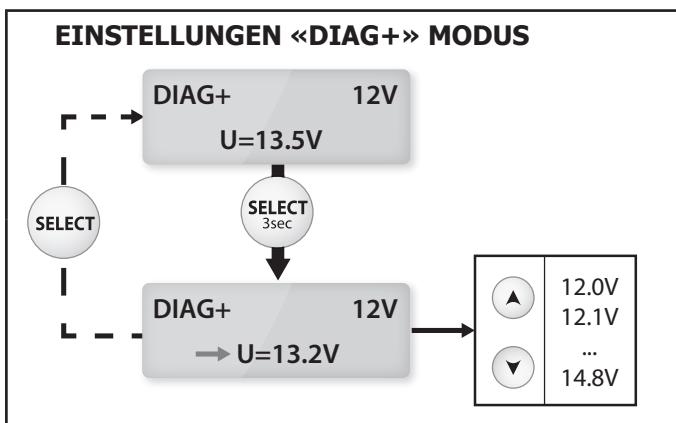 EINSTELLUNGEN «DIAG+» MODUS
DIAG+ 12V
U=13.5V
SELECT
SELECT
3sec
DIAG+ 12V
U=13.2V
12.0V
12.1V
...
14.8V